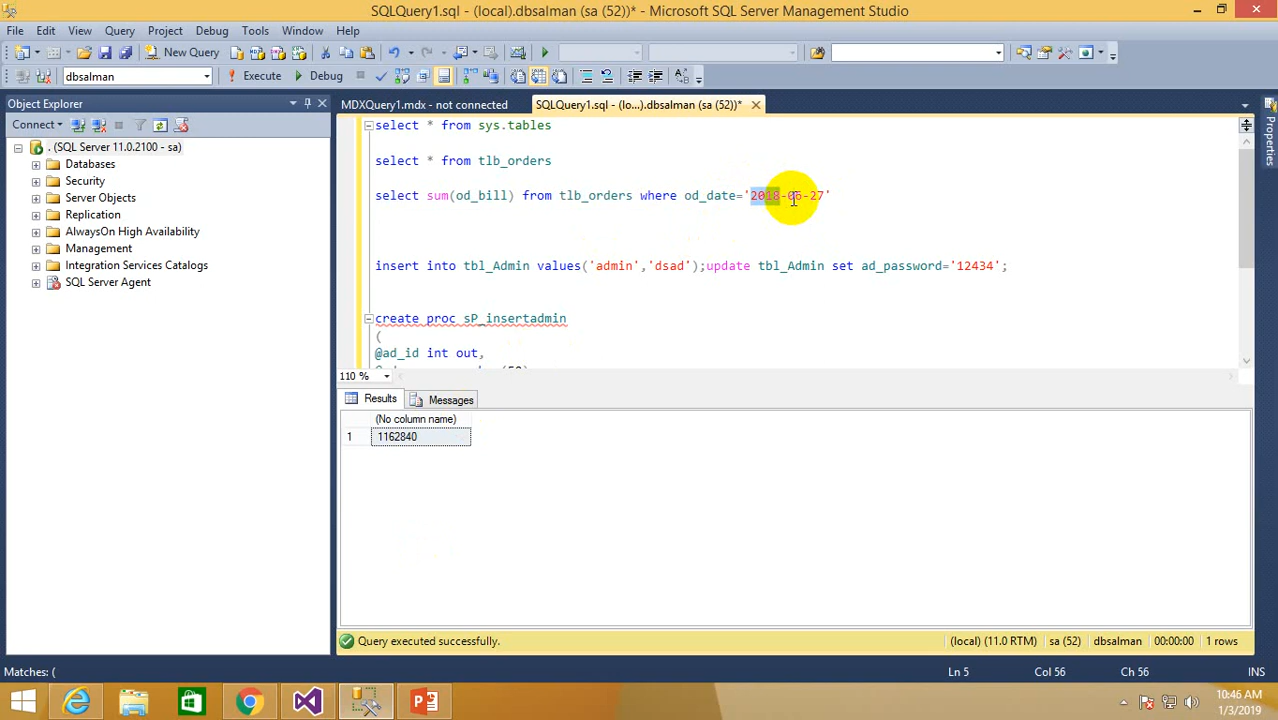 SQLQuery1.sql - (local).dbsalman (sa (52))* - Microsoft SQL Server Management Studio
File Edit View Query Project Debug Tools Window Help
New Query
dbsalman Execute Debug
Object Explorer
MDXQuery1.mdx - not connected SQLQuery1.sql - (lo...).dbsalman (sa (52))*
Connect
. (SQL Server 11.0.2100 - sa)
Databases
Security
Server Objects
Replication
AlwaysOn High Availability
Management
Integration Services Catalogs
SQL Server Agent
select * from sys.tables
select * from tlb_orders
select sum(od_bill) from tlb_orders where od_date='2018-06-27'
insert into tbl_Admin values('admin','dsad');update tbl_Admin set ad_password='12434';
create proc sP_insertadmin
(
@ad_id int out,
110 %
Results Messages
(No column name)
1 1162840
Properties
Query executed successfully. (local) (11.0 RTM) sa (52) dbsalman 00:00:00 1 rows
Matches: ( Ln 5 Col 56 Ch 56 INS
10:46 AM
1/3/2019